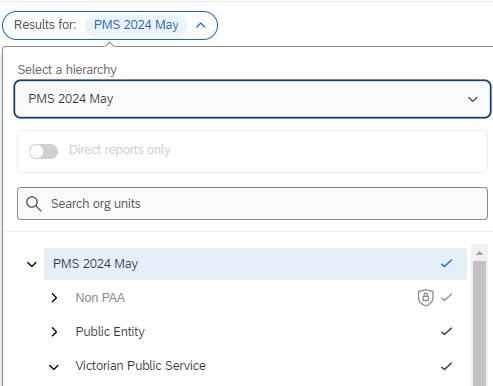 Results for: PMS 2024 May
Select a hierarchy
PMS 2024 May
Direct reports only
Search org units
PMS 2024 May
Non PAA
Public Entity
Victorian Public Service